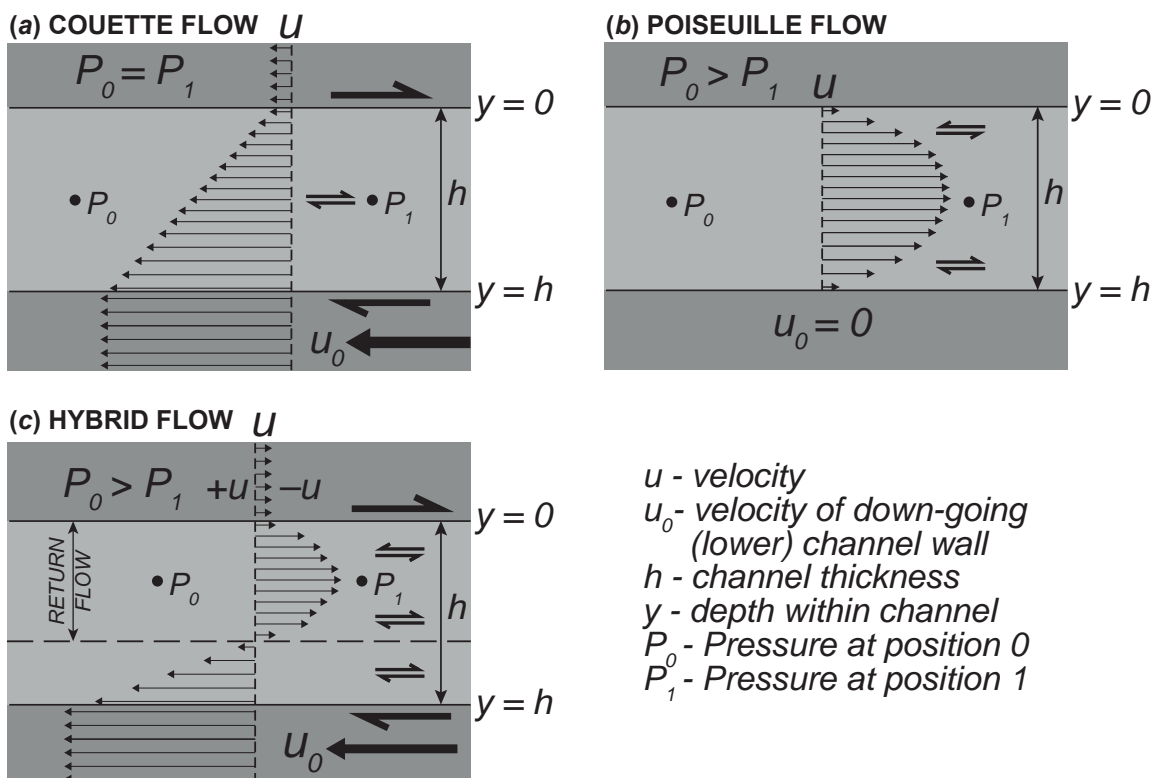 (a) COUETTE FLOW
u
P0 = P1
y = 0
P0
P1
h
y = h
u0
(b) POISEUILLE FLOW
P0 > P1
u
y = 0
P0
P1
h
y = h
u0 = 0
(c) HYBRID FLOW
u
P0 > P1 +u –u
y = 0
RETURN
FLOW
P0
P1
h
y = h
u0
u - velocity
u0- velocity of down-going
(lower) channel wall
h - channel thickness
y - depth within channel
P0 - Pressure at position 0
P1 - Pressure at position 1